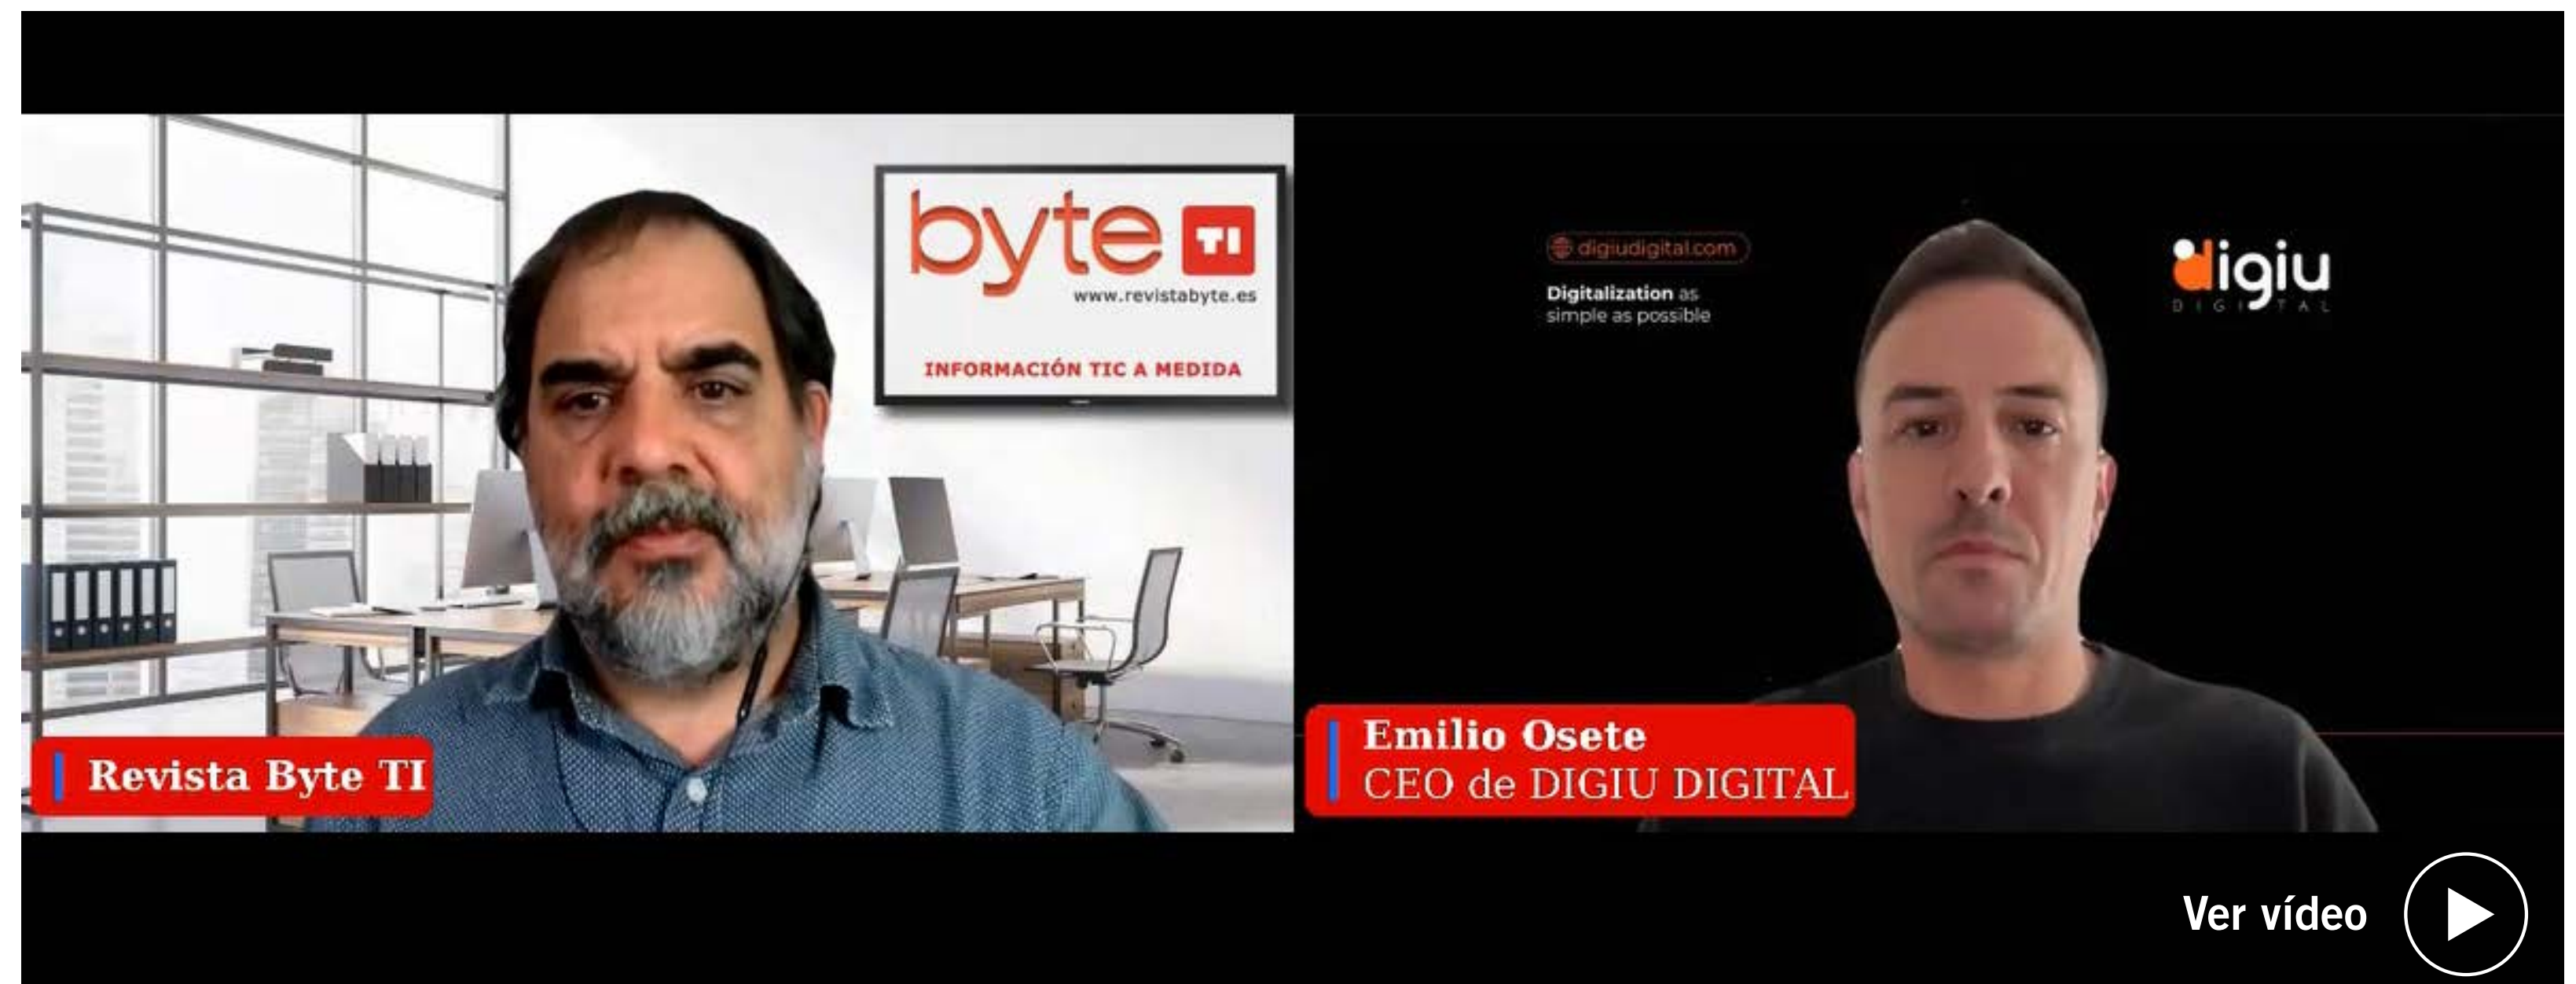 byte TI
www.revistabyte.es
INFORMACIÓN TIC A MEDIDA
Revista Byte TI
digiudigital.com
Digitalization as
simple as possible
digiu
DIGITAL
Emilio Osete
CEO de DIGIU DIGITAL
Ver vídeo